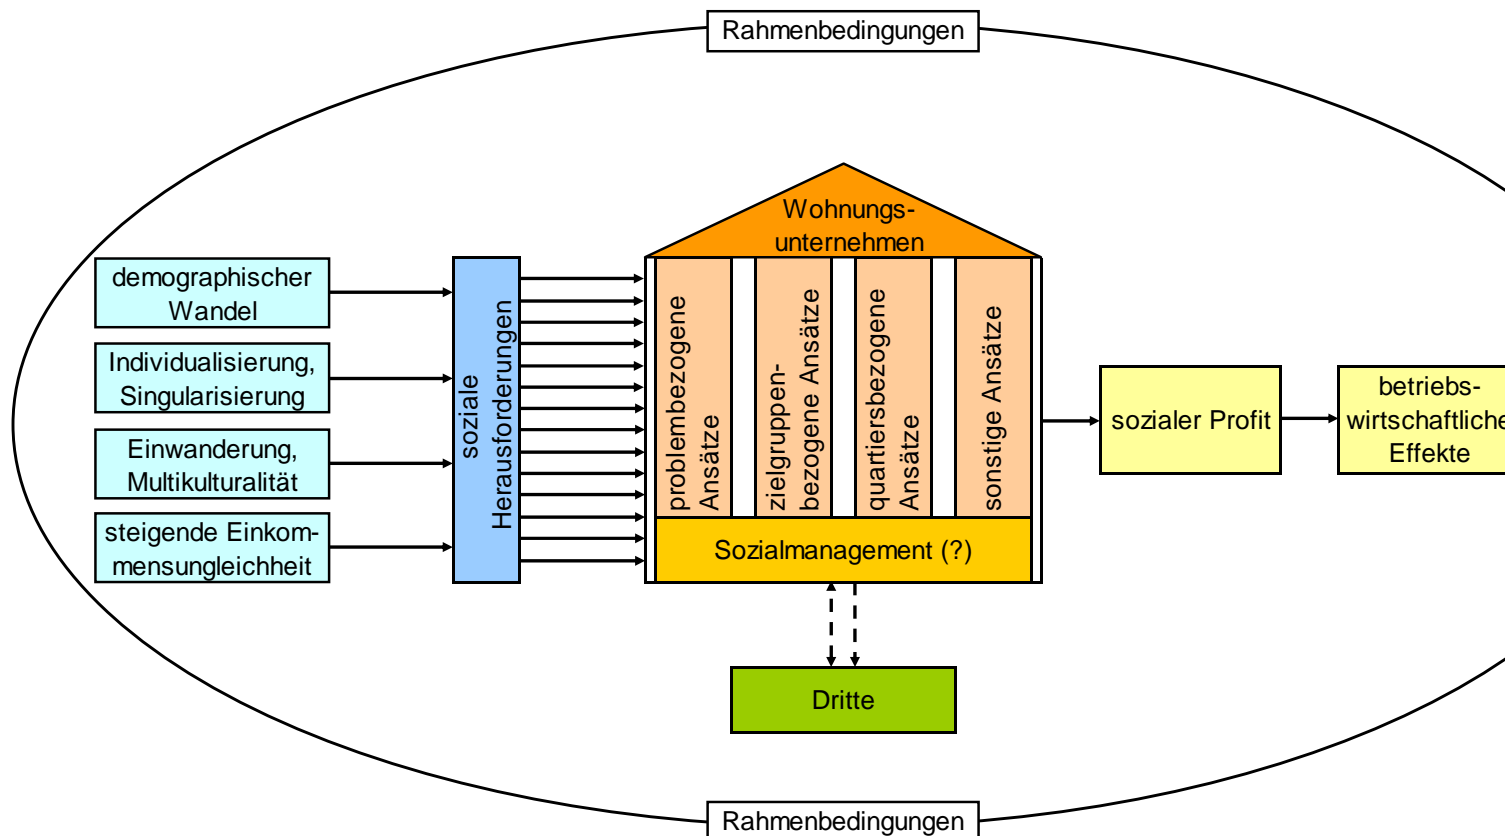 Rahmenbedingungen
Wohnungs-
unternehmen
demographischer
Wandel
Individualisierung,
Singularisierung
Einwanderung,
Multikulturalität
steigende Einkom-
mensungleichheit
soziale
Herausforderungen
problembezogene
Ansätze
zielgruppen-
bezogene Ansätze
quartiersbezogene
Ansätze
sonstige Ansätze
Sozialmanagement (?)
Dritte
sozialer Profit
betriebs-
wirtschaftliche
Effekte
Rahmenbedingungen